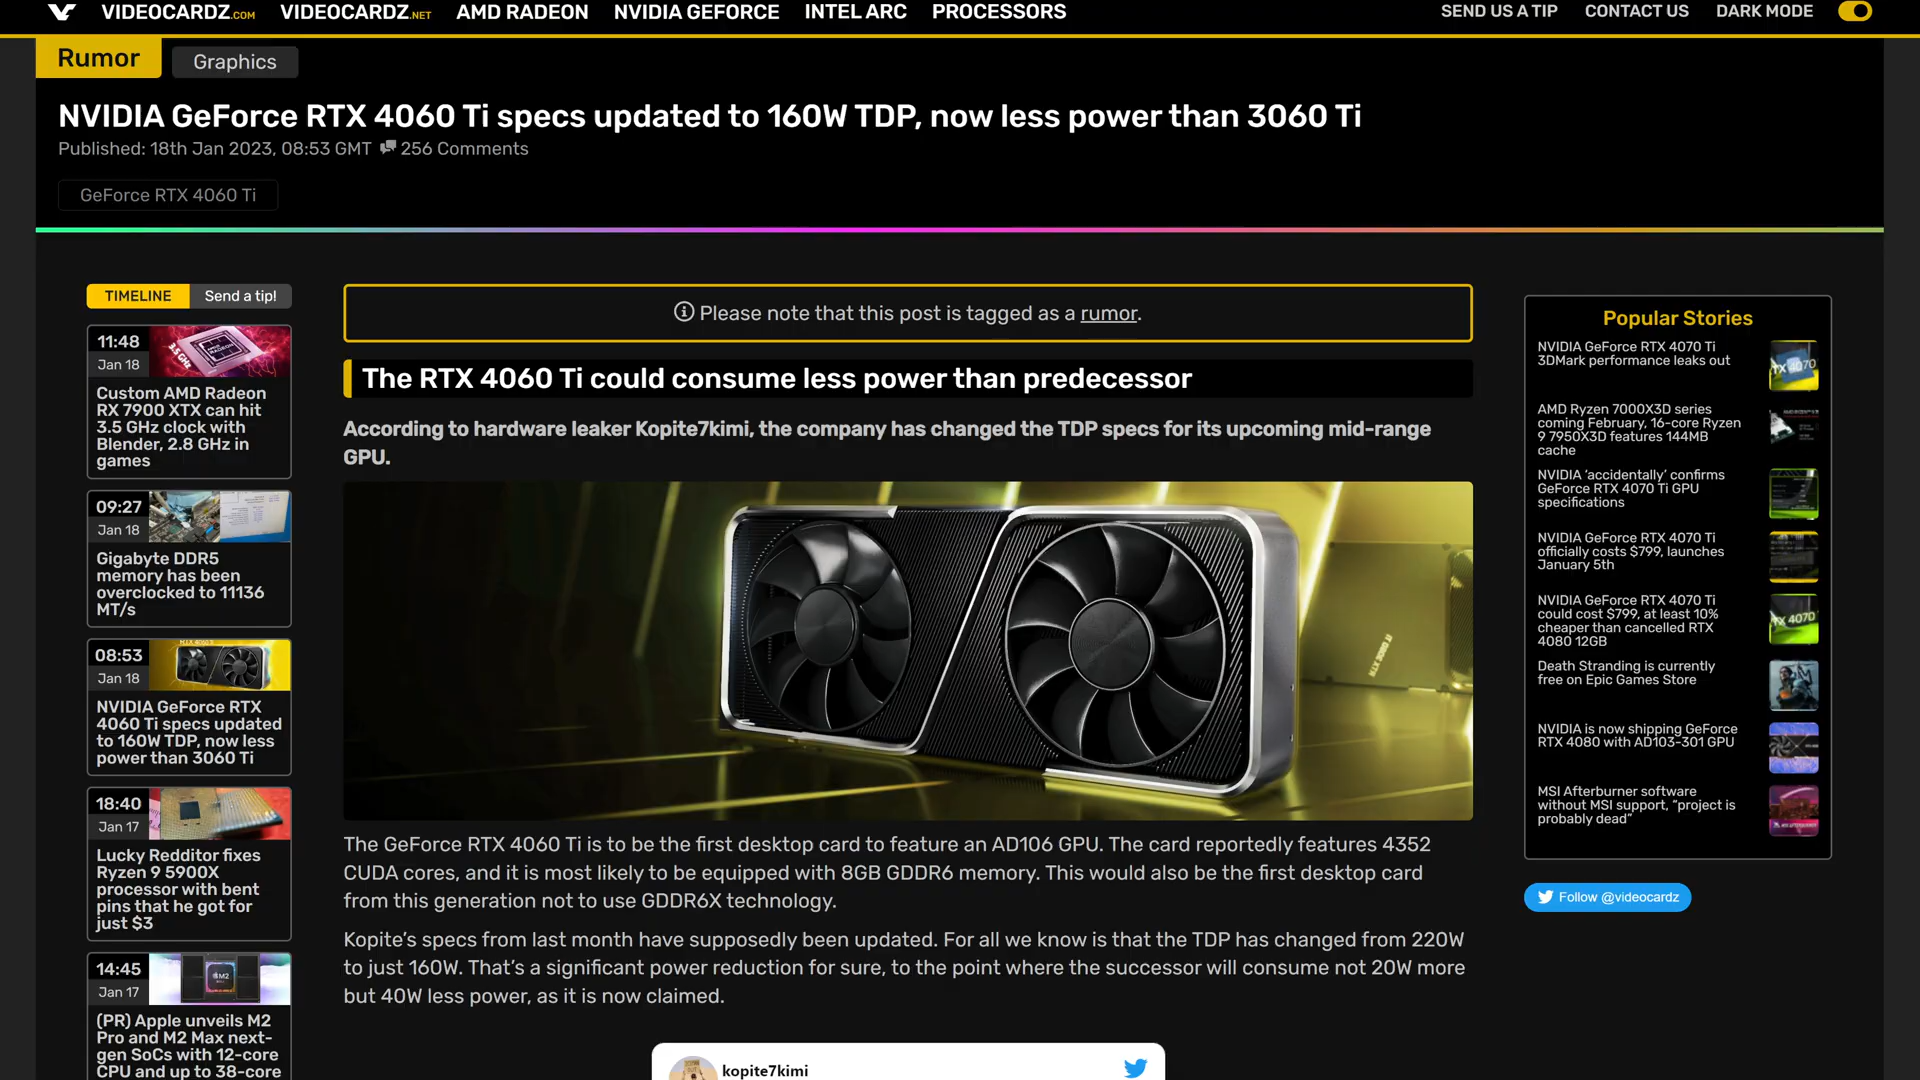 VIDEOCARDZ.COM
VIDEOCARDZ.NET
AMD RADEON
NVIDIA GEFORCE
INTEL ARC
PROCESSORS
SEND US A TIP
CONTACT US
DARK MODE
Rumor
Graphics
NVIDIA GeForce RTX 4060 Ti specs updated to 160W TDP, now less power than 3060 Ti
Published: 18th Jan 2023, 08:53 GMT 256 Comments
GeForce RTX 4060 Ti
TIMELINE
Send a tip!
11:48
Jan 18
3.5 GHz
Custom AMD Radeon
RX 7900 XTX can hit
3.5 GHz clock with
Blender, 2.8 GHz in
games
09:27
Jan 18
Gigabyte DDR5
memory has been
overclocked to 11136
MT/s
08:53
Jan 18
NVIDIA GeForce RTX
4060 Ti specs updated
to 160W TDP, now less
power than 3060 Ti
18:40
Jan 17
Lucky Redditor fixes
Ryzen 9 5900X
processor with bent
pins that he got for
just $3
14:45
Jan 17
M2
(PR) Apple unveils M2
Pro and M2 Max next-
gen SoCs with 12-core
CPU and up to 38-core
Please note that this post is tagged as a rumor.
The RTX 4060 Ti could consume less power than predecessor
According to hardware leaker Kopite7kimi, the company has changed the TDP specs for its upcoming mid-range
GPU.
The GeForce RTX 4060 Ti is to be the first desktop card to feature an AD106 GPU. The card reportedly features 4352
CUDA cores, and it is most likely to be equipped with 8GB GDDR6 memory. This would also be the first desktop card
from this generation not to use GDDR6X technology.
Kopite's specs from last month have supposedly been updated. For all we know is that the TDP has changed from 220W
to just 160W. That's a significant power reduction for sure, to the point where the successor will consume not 20W more
but 40W less power, as it is now claimed.
kopite7kimi
Popular Stories
NVIDIA GeForce RTX 4070 Ti
3DMark performance leaks out
AMD Ryzen 7000X3D series
coming February, 16-core Ryzen
9 7950X3D features 144MB
cache
NVIDIA ‘accidentally’ confirms
GeForce RTX 4070 Ti GPU
specifications
NVIDIA GeForce RTX 4070 Ti
officially costs $799, launches
January 5th
NVIDIA GeForce RTX 4070 Ti
could cost $799, at least 10%
cheaper than cancelled RTX
4080 12GB
Death Stranding is currently
free on Epic Games Store
NVIDIA is now shipping GeForce
RTX 4080 with AD103-301 GPU
MSI Afterburner software
without MSI support, “project is
probably dead”
Follow @videocardz